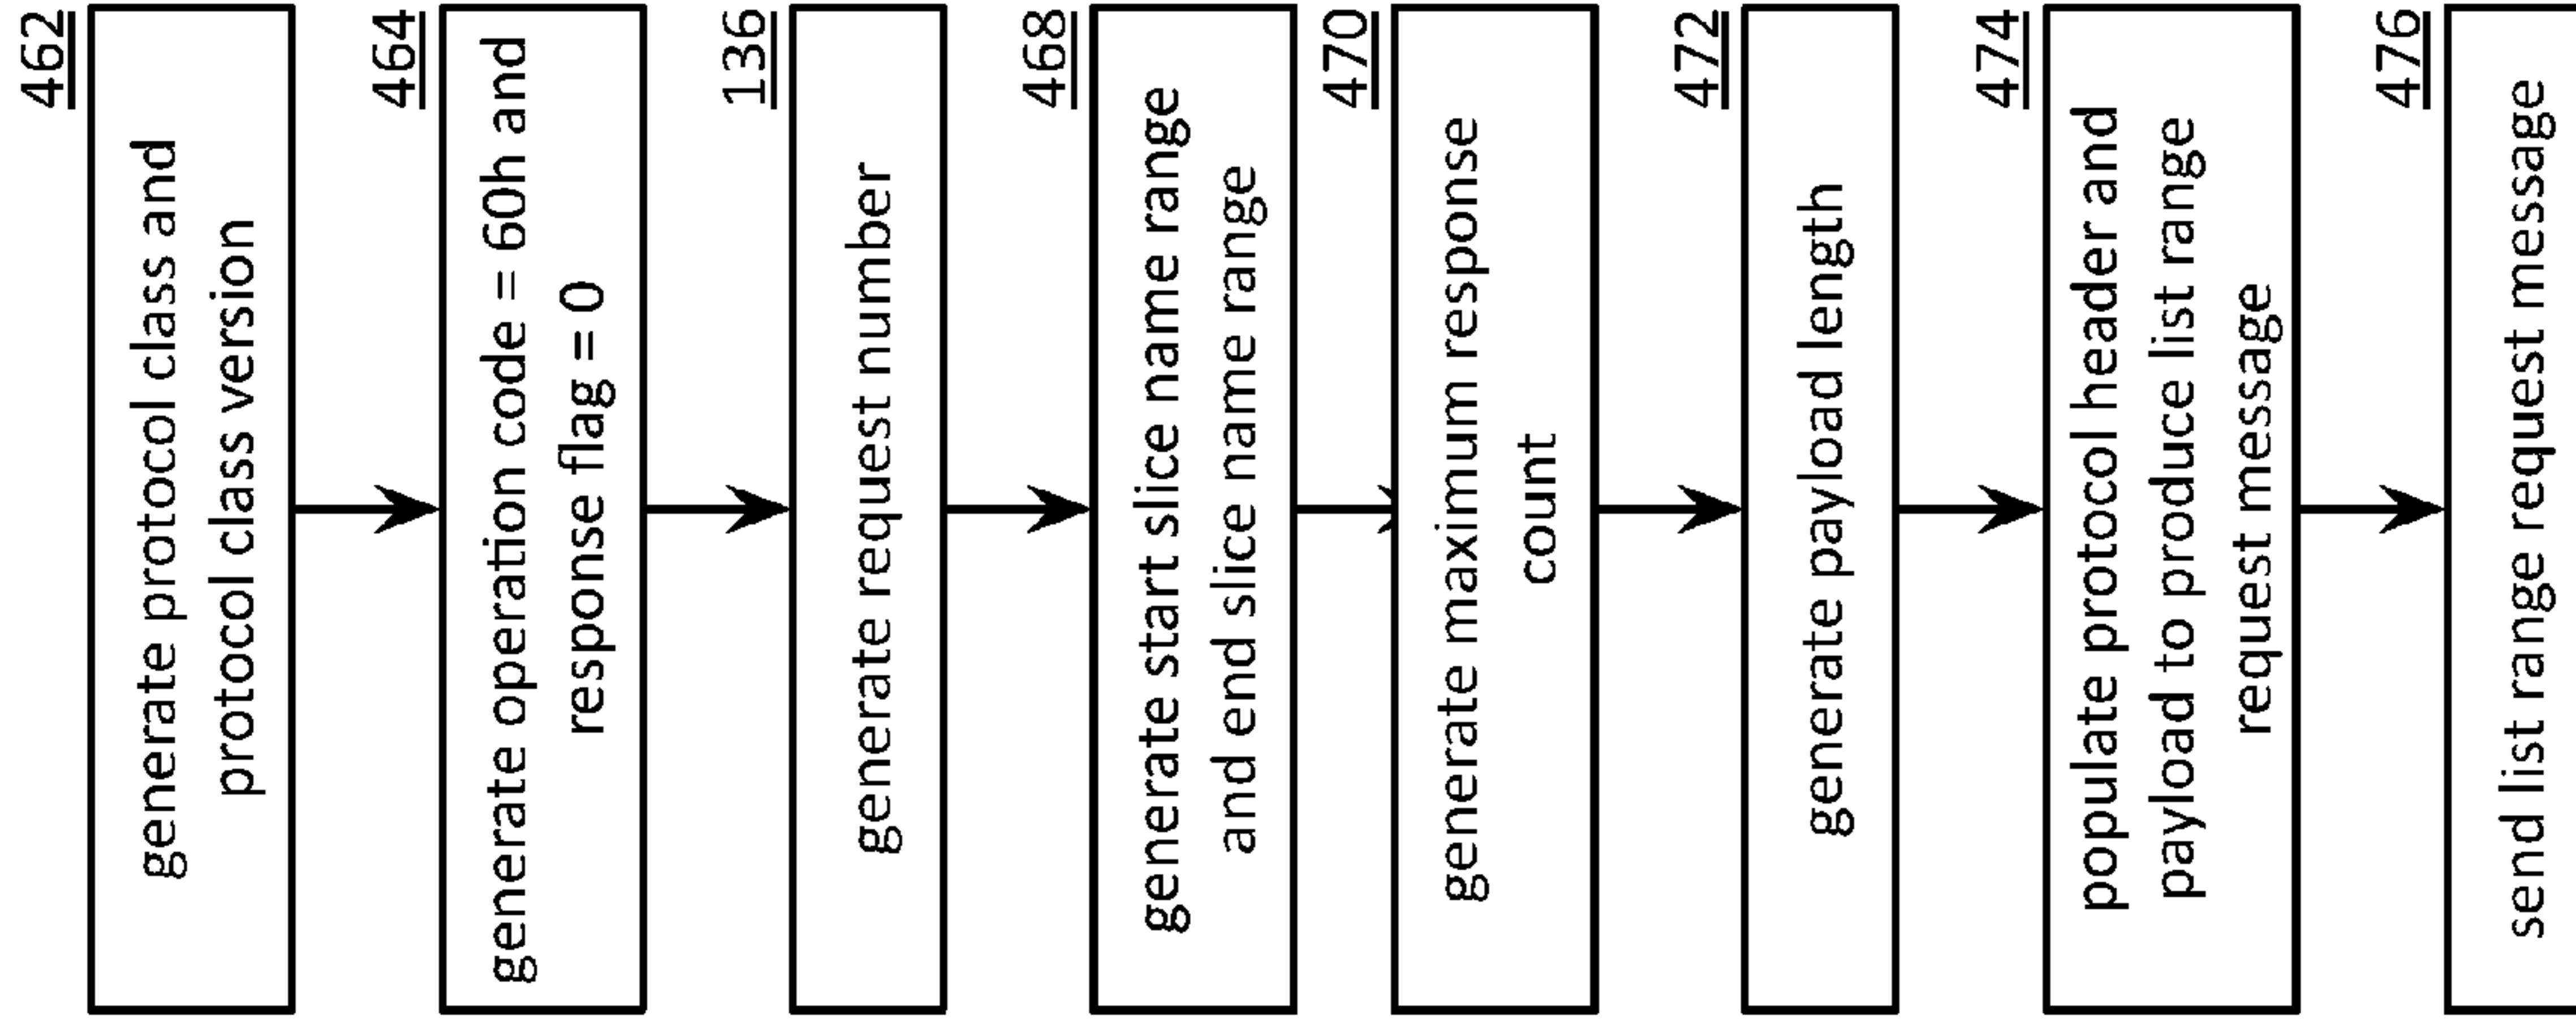 462
generate protocol class and
protocol class version
464
generate operation code = 60h and
response flag = 0
136
generate request number
468
generate start slice name range
and end slice name range
470
generate maximum response
count
472
generate payload length
474
populate protocol header and
payload to produce list range
request message
476
send list range request message